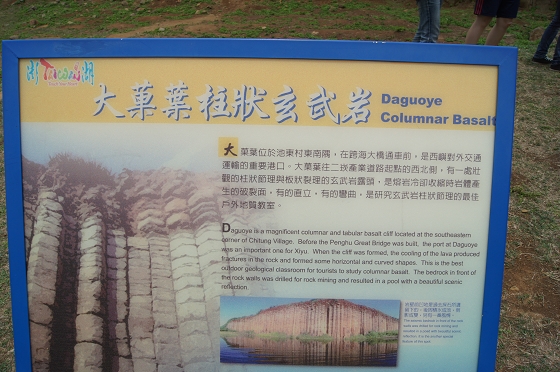 澎 湖
大菓葉柱狀玄武岩
Daguoye
Columnar Basalt
大菓葉位於池東村東南隅，在跨海大橋通車前，是西嶼對外交通
運輸的重要港口。大菓葉往二崁產業道路起點的西北側，有一處壯
觀的柱狀節理與板狀裂理的玄武岩露頭，是熔岩冷卻收縮時岩體產
生的破裂面，有的直立，有的彎曲，是研究玄武岩柱狀節理的最佳
戶外地質教室。
Daguoye is a magnificent columnar and tabular basalt cliff located at the southeastern
corner of Chitung Village. Before the Penghu Great Bridge was built, the port of Daguoye
was an important one for Xiyu. When the cliff was formed, the cooling of the lava produced
fractures in the rock and formed some horizontal and curved shapes. This is the best
outdoor geological classroom for tourists to study columnar basalt. The bedrock in front of
the rock walls was drilled for rock mining and resulted in a pool with a beautiful scenic
reflection.